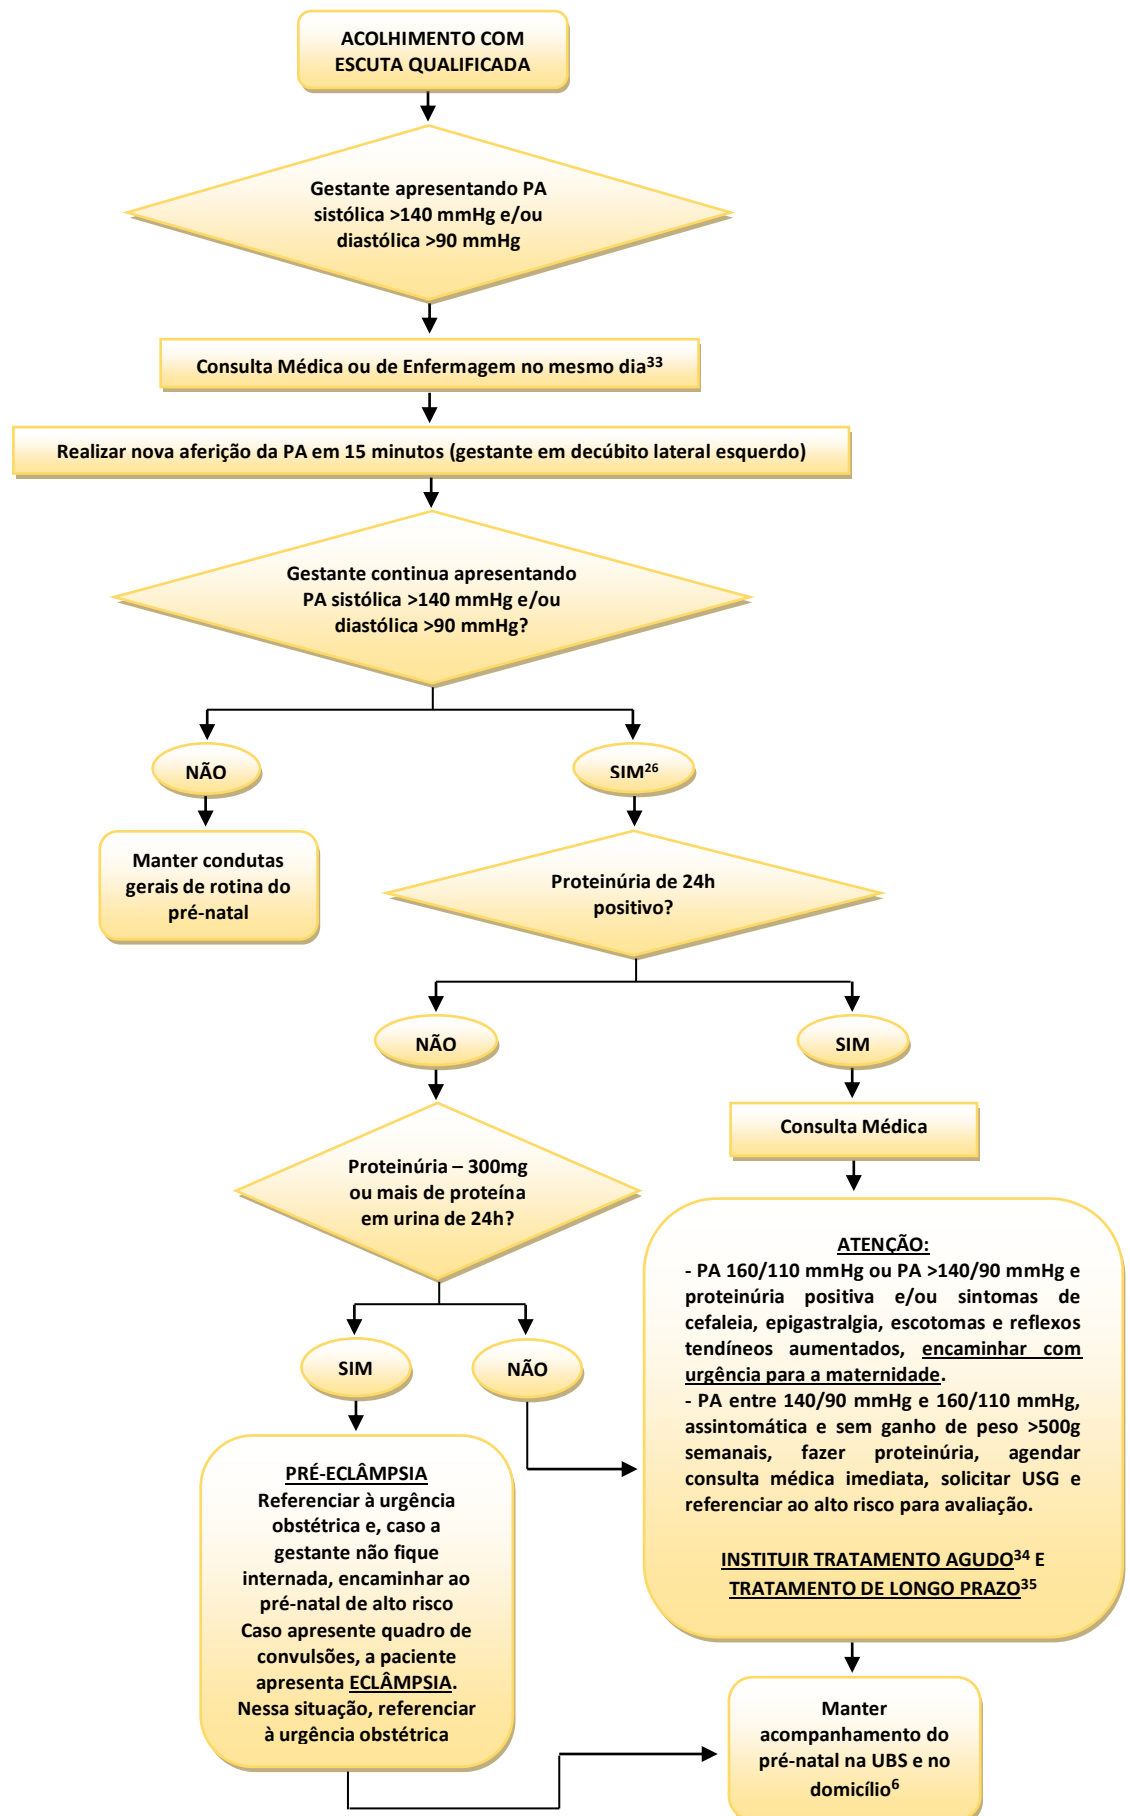 ACOLHIMENTO COM
ESCUTA QUALIFICADA
Gestante apresentando PA
sistólica >140 mmHg e/ou
diastólica >90 mmHg
Consulta Médica ou de Enfermagem no mesmo dia³³
Realizar nova aferição da PA em 15 minutos (gestante em decúbito lateral esquerdo)
Gestante continua apresentando
PA sistólica >140 mmHg e/ou
diastólica >90 mmHg?
NÃO
SIM²⁶
Manter condutas
gerais de rotina do
pré-natal
Proteinúria de 24h
positivo?
NÃO
SIM
Proteinúria – 300mg
ou mais de proteína
em urina de 24h?
Consulta Médica
SIM
NÃO
PRÉ-ECLÂMPSIA
Referenciar à urgência
obstétrica e, caso a
gestante não fique
internada, encaminhar ao
pré-natal de alto risco
Caso apresente quadro de
convulsões, a paciente
apresenta ECLÂMPSIA.
Nessa situação, referenciar
à urgência obstétrica
ATENÇÃO:
- PA 160/110 mmHg ou PA >140/90 mmHg e
proteinúria positiva e/ou sintomas de
cefaleia, epigastralgia, escotomas e reflexos
tendíneos aumentados, encaminhar com
urgência para a maternidade.
- PA entre 140/90 mmHg e 160/110 mmHg,
assintomática e sem ganho de peso >500g
semanais, fazer proteinúria, agendar
consulta médica imediata, solicitar USG e
referenciar ao alto risco para avaliação.
INSTITUIR TRATAMENTO AGUDO³⁴ E
TRATAMENTO DE LONGO PRAZO³⁵
Manter
acompanhamento do
pré-natal na UBS e no
domicílio⁶